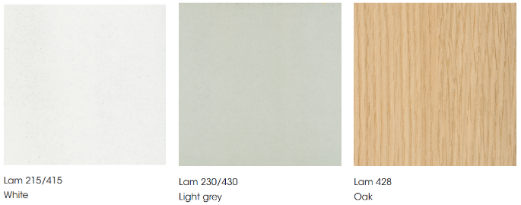 Lam 215/415
White
Lam 230/430
Light grey
Lam 428
Oak